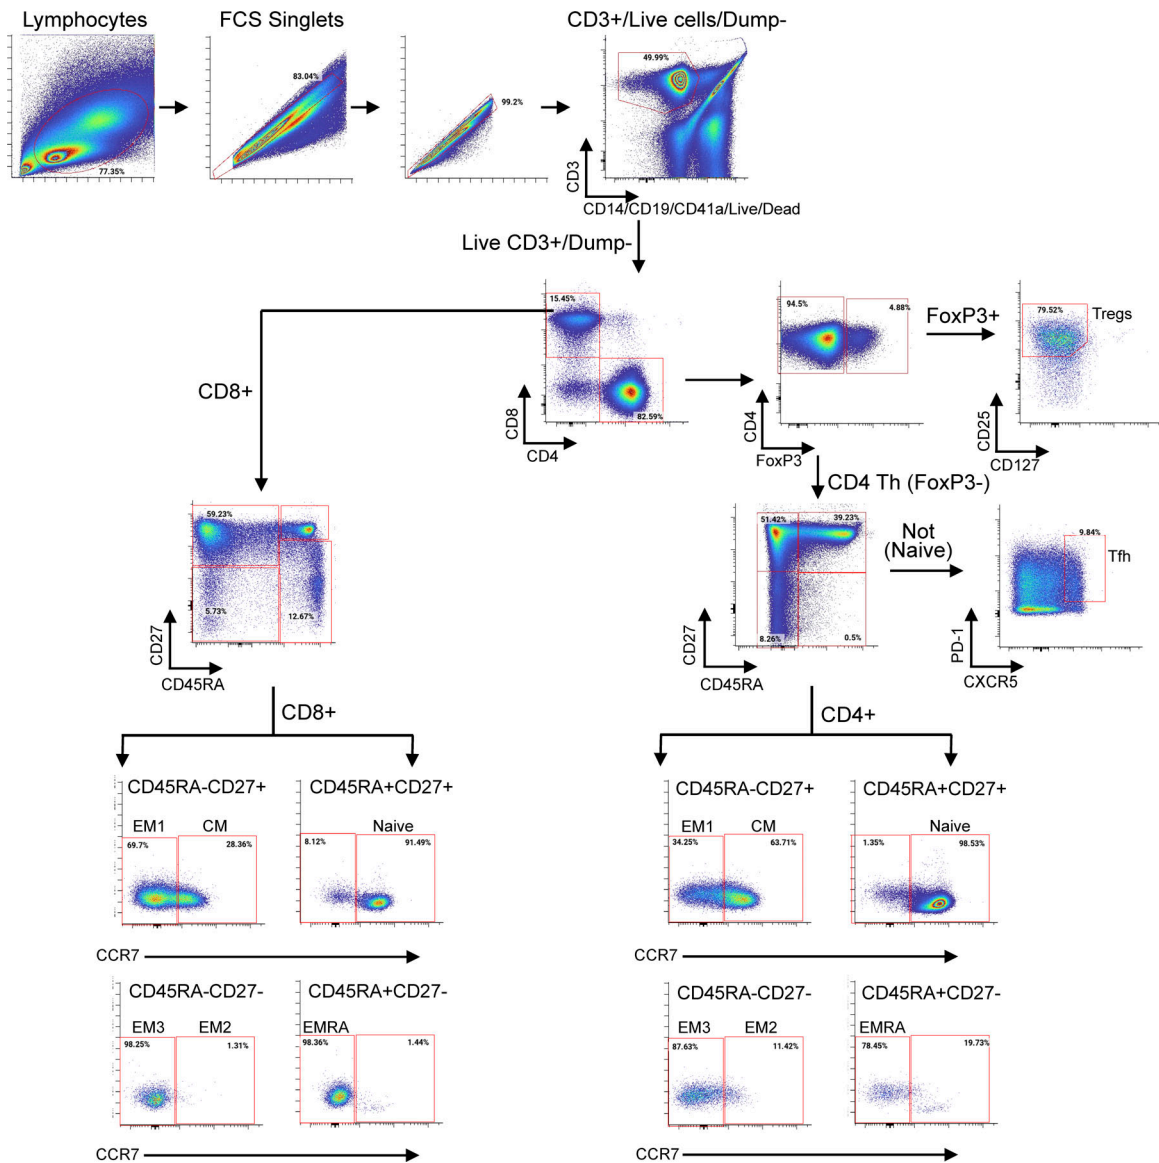 Lymphocytes
FCS Singlets
CD3+/Live cells/Dump-
77.35%
83.04%
99.2%
49.99%
CD3
CD14/CD19/CD41a/Live/Dead
Live CD3+/Dump-
15.45%
82.59%
CD8
CD4
94.5%
4.88%
CD4
FoxP3
FoxP3+
79.52%
Tregs
CD25
CD127
CD8+
CD4 Th (FoxP3-)
59.23%
5.73%
12.67%
CD27
CD45RA
51.42%
39.23%
8.26%
0.5%
CD27
CD45RA
Not
(Naive)
9.84%
Tfh
PD-1
CXCR5
CD8+
CD4+
CD45RA-CD27+
EM1
CM
69.7%
28.36%
CD45RA+CD27+
Naive
8.12%
91.49%
CCR7
CD45RA-CD27+
EM1
CM
34.25%
63.71%
CD45RA+CD27+
Naive
1.35%
98.53%
CCR7
CD45RA-CD27-
EM3
EM2
98.25%
1.31%
CD45RA+CD27-
EMRA
98.36%
1.44%
CCR7
CD45RA-CD27-
EM3
EM2
87.63%
11.42%
CD45RA+CD27-
EMRA
78.45%
19.73%
CCR7